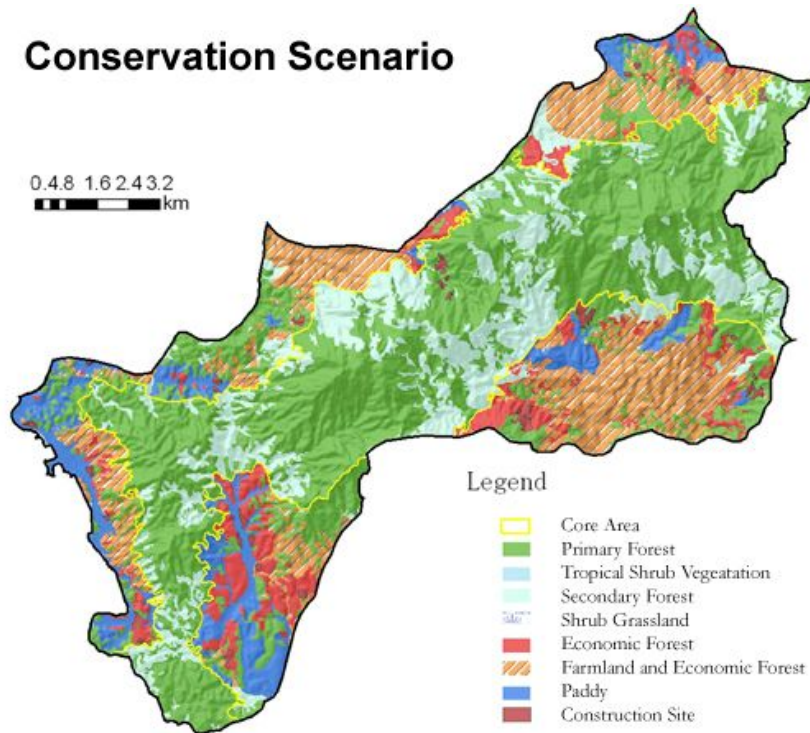 Conservation Scenario
0.4.8 1.6 2.4 3.2
km
Legend
Core Area
Primary Forest
Tropical Shrub Vegeatation
Secondary Forest
Shrub Grassland
Economic Forest
Farmland and Economic Forest
Paddy
Construction Site